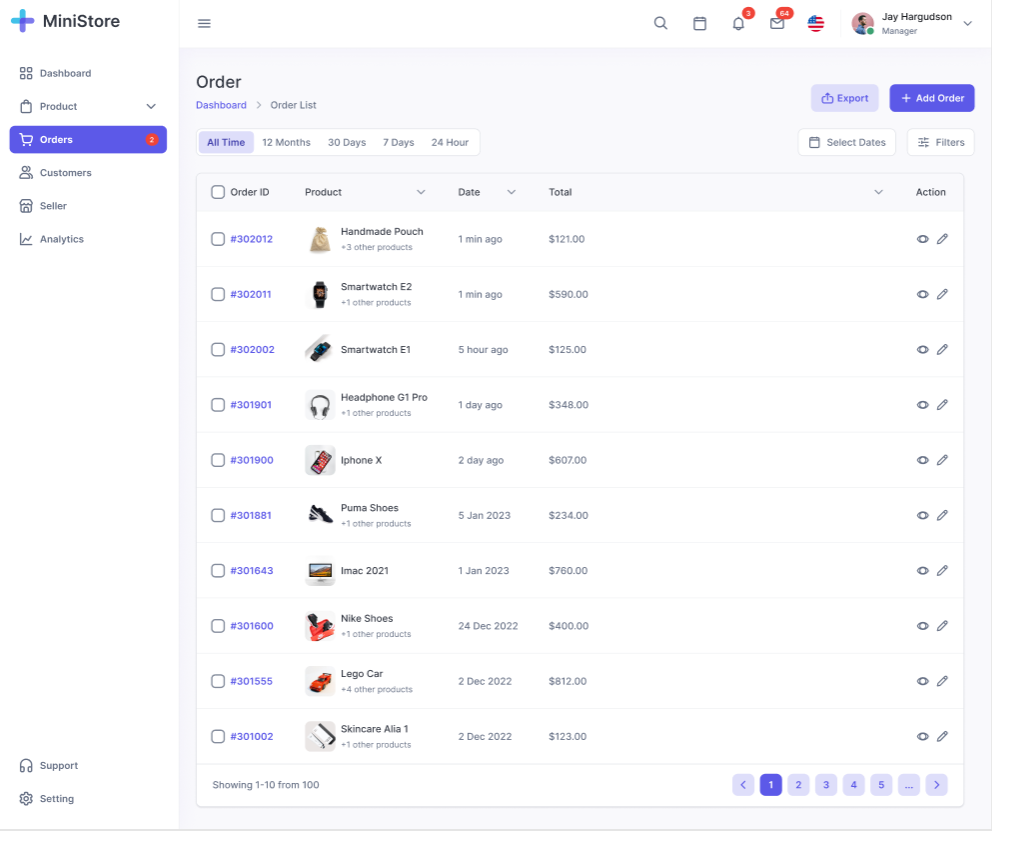 MiniStore
3
64
Jay Hargudson
Manager
Dashboard
Product
Orders 2
Customers
Seller
Analytics
Support
Setting
Order
Dashboard > Order List
Export
+ Add Order
All Time 12 Months 30 Days 7 Days 24 Hour
Select Dates
Filters
Order ID Product Date Total Action
#302012 Handmade Pouch 1 min ago $121.00
+3 other products
#302011 Smartwatch E2 1 min ago $590.00
+1 other products
#302002 Smartwatch E1 5 hour ago $125.00
#301901 Headphone G1 Pro 1 day ago $348.00
+1 other products
#301900 Iphone X 2 day ago $607.00
#301881 Puma Shoes 5 Jan 2023 $234.00
+1 other products
#301643 Imac 2021 1 Jan 2023 $760.00
#301600 Nike Shoes 24 Dec 2022 $400.00
+1 other products
#301555 Lego Car 2 Dec 2022 $812.00
+4 other products
#301002 Skincare Alia 1 2 Dec 2022 $123.00
+1 other products
Showing 1-10 from 100
1 2 3 4 5 ...